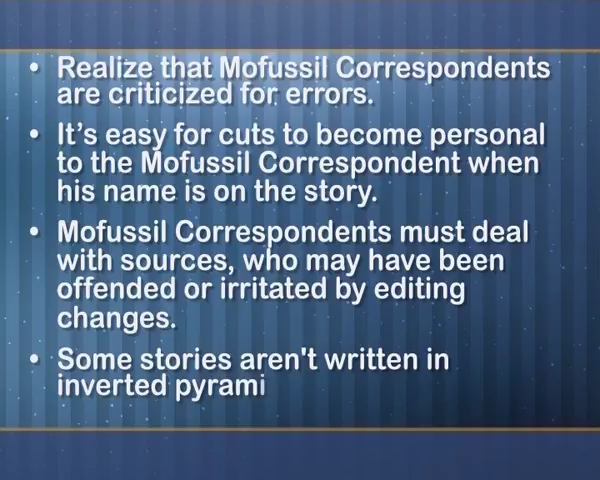 • Realize that Mofussil Correspondents
are criticized for errors.
• It's easy for cuts to become personal
to the Mofussil Correspondent when
his name is on the story.
• Mofussil Correspondents must deal
with sources, who may have been
offended or irritated by editing
changes.
• Some stories aren't written in
inverted pyrami